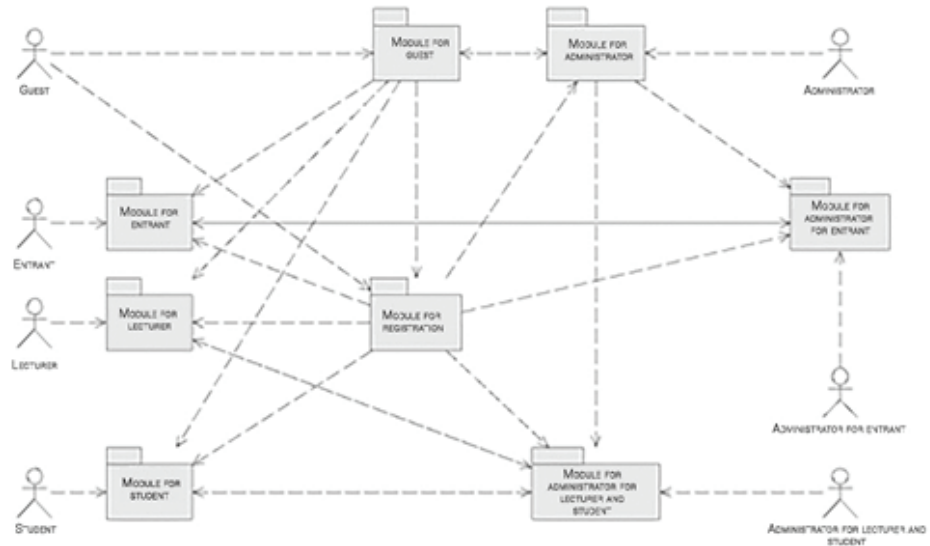 MODULE FOR
GUEST
MODULE FOR
ADMINISTRATOR
GUEST
ADMINISTRATOR
MODULE FOR
ENTRANT
MODULE FOR
ADMINISTRATOR
FOR ENTRANT
ENTRANT
MODULE FOR
LECTURER
MODULE FOR
REGISTRATION
LECTURER
ADMINISTRATOR FOR ENTRANT
MODULE FOR
STUDENT
MODULE FOR
ADMINISTRATOR FOR
LECTURER AND
STUDENT
STUDENT
ADMINISTRATOR FOR LECTURER AND
STUDENT